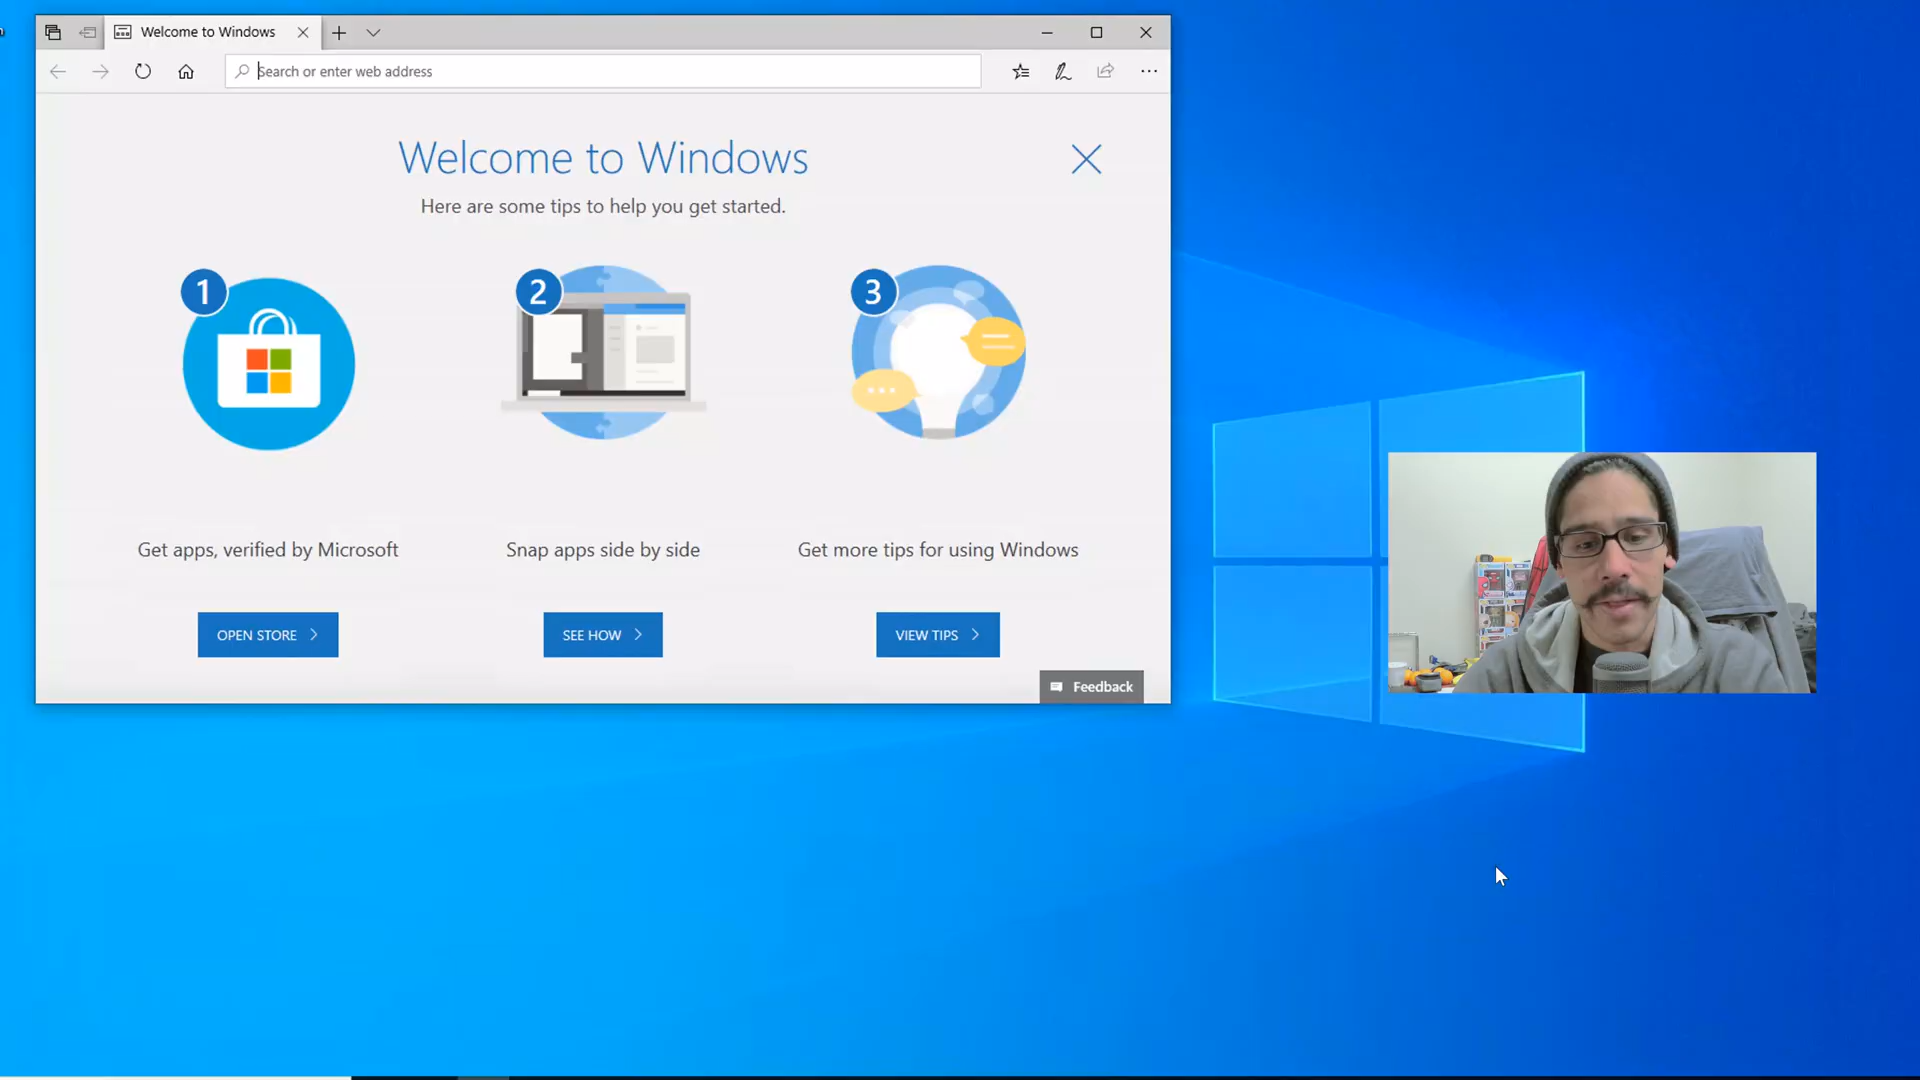 Welcome to Windows
Search or enter web address
Welcome to Windows
Here are some tips to help you get started.
1
2
3
Get apps, verified by Microsoft
Snap apps side by side
Get more tips for using Windows
OPEN STORE
SEE HOW
VIEW TIPS
Feedback